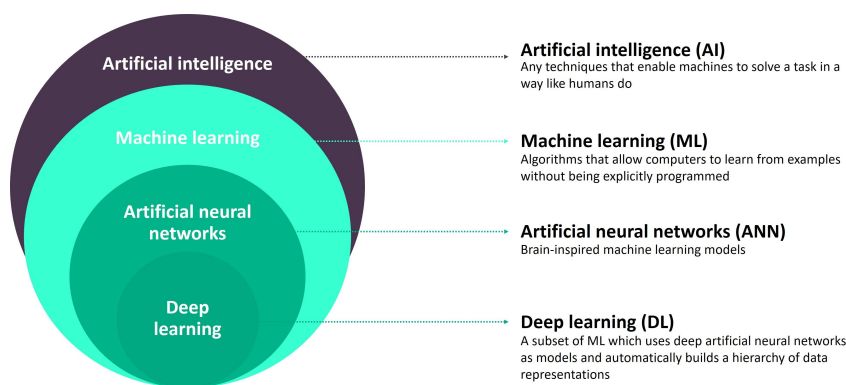 Artificial intelligence
Machine learning
Artificial neural
networks
Deep
learning
Artificial intelligence (AI)
Any techniques that enable machines to solve a task in a
way like humans do
Machine learning (ML)
Algorithms that allow computers to learn from examples
without being explicitly programmed
Artificial neural networks (ANN)
Brain-inspired machine learning models
Deep learning (DL)
A subset of ML which uses deep artificial neural networks
as models and automatically builds a hierarchy of data
representations